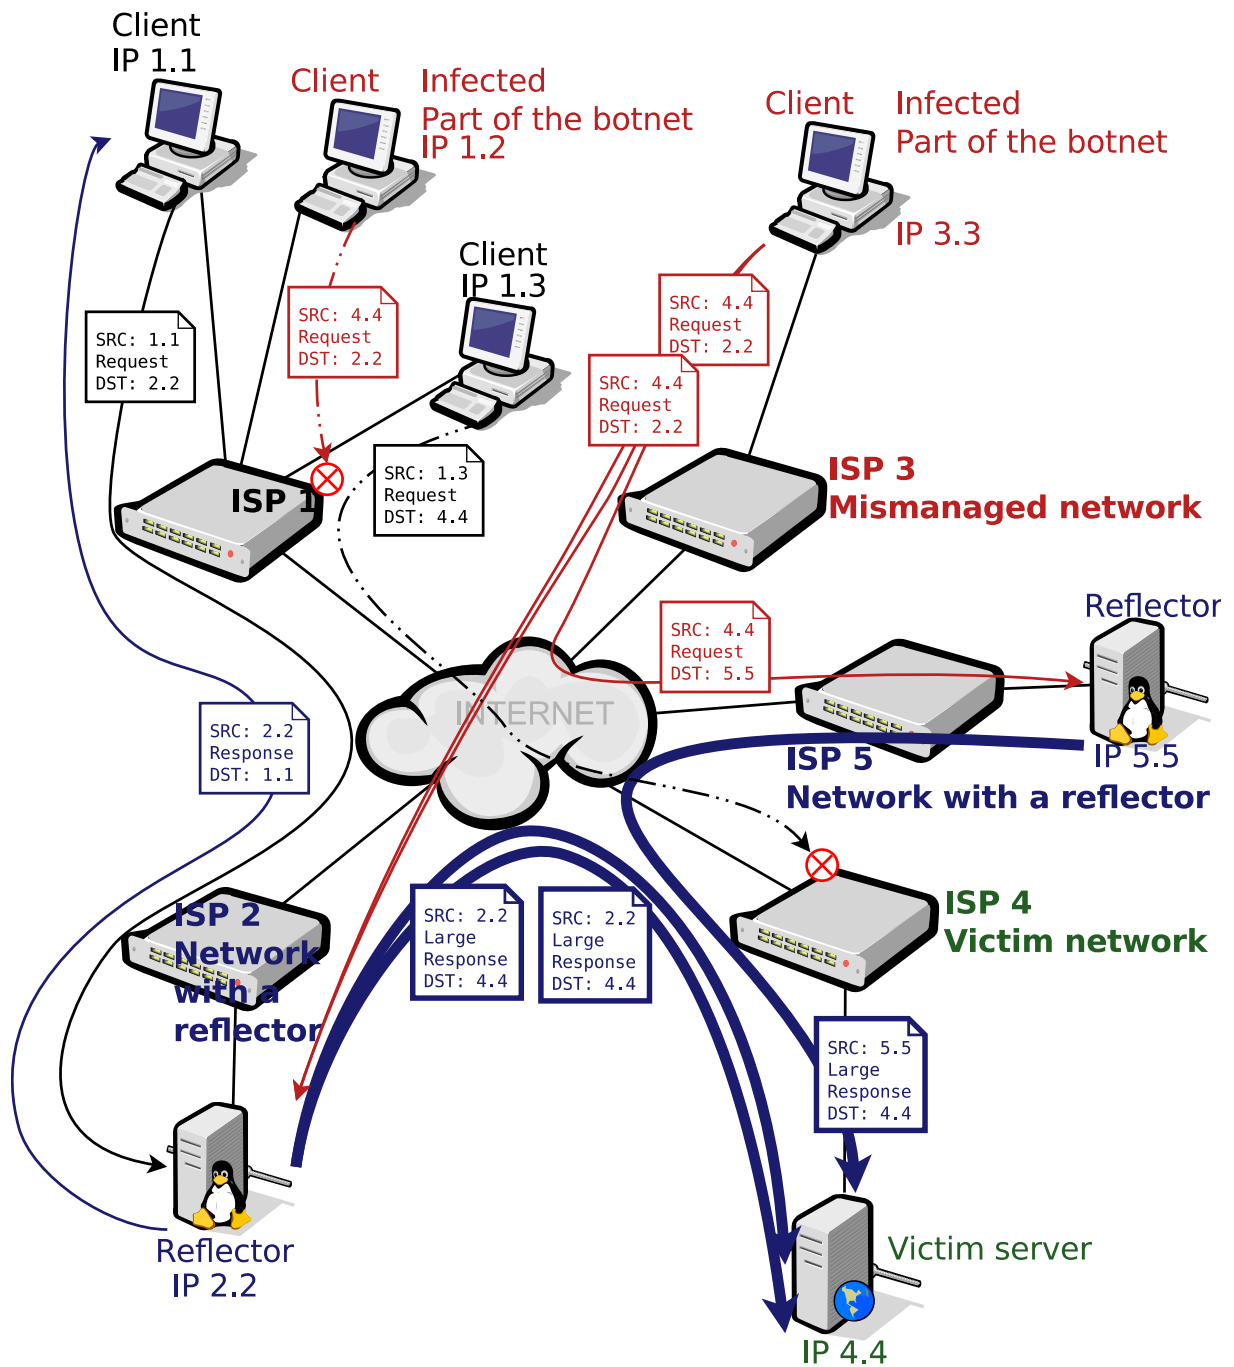 Client
IP 1.1
Client
Infected
Part of the botnet
IP 1.2
Client
Infected
Part of the botnet
IP 3.3
Client
IP 1.3
SRC: 1.1
Request
DST: 2.2
SRC: 4.4
Request
DST: 2.2
SRC: 4.4
Request
DST: 2.2
SRC: 4.4
Request
DST: 2.2
SRC: 1.3
Request
DST: 4.4
ISP 1
ISP 3
Mismanaged network
SRC: 4.4
Request
DST: 5.5
Reflector
IP 5.5
INTERNET
ISP 5
Network with a reflector
SRC: 2.2
Response
DST: 1.1
ISP 2
Network
with a
reflector
SRC: 2.2
Large
Response
DST: 4.4
SRC: 2.2
Large
Response
DST: 4.4
ISP 4
Victim network
SRC: 5.5
Large
Response
DST: 4.4
Reflector
IP 2.2
Victim server
IP 4.4